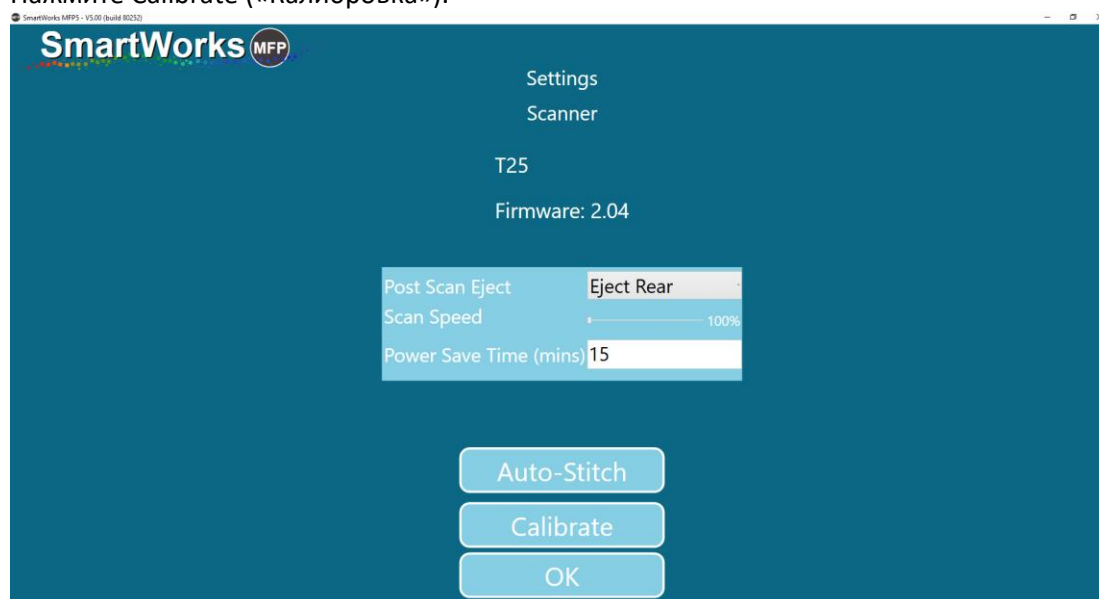 Нажмите Calibrate («Калибровка»).
SmartWorks MFP5 - V5.00 (build 80252)
SmartWorks MFP
Settings
Scanner
T25
Firmware: 2.04
Post Scan Eject Eject Rear
Scan Speed 100%
Power Save Time (mins) 15
Auto-Stitch
Calibrate
OK